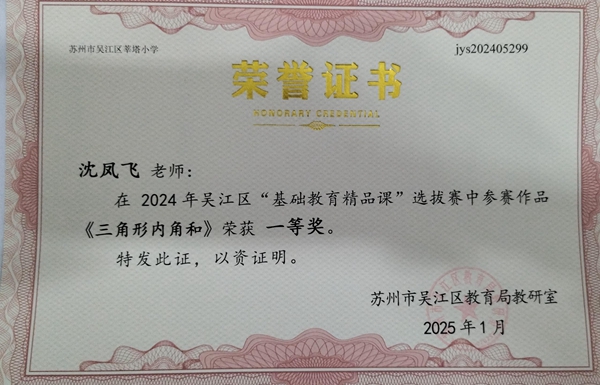 苏州市吴江区莘塔小学
jys202405299
荣誉证书
HONORARY CREDENTIAL
沈凤飞 老师：
在 2024 年吴江区“基础教育精品课”选拔赛中参赛作品
《三角形内角和》荣获 一等奖。
特发此证，以资证明。
苏州市吴江区教育局教研室
2025 年 1 月